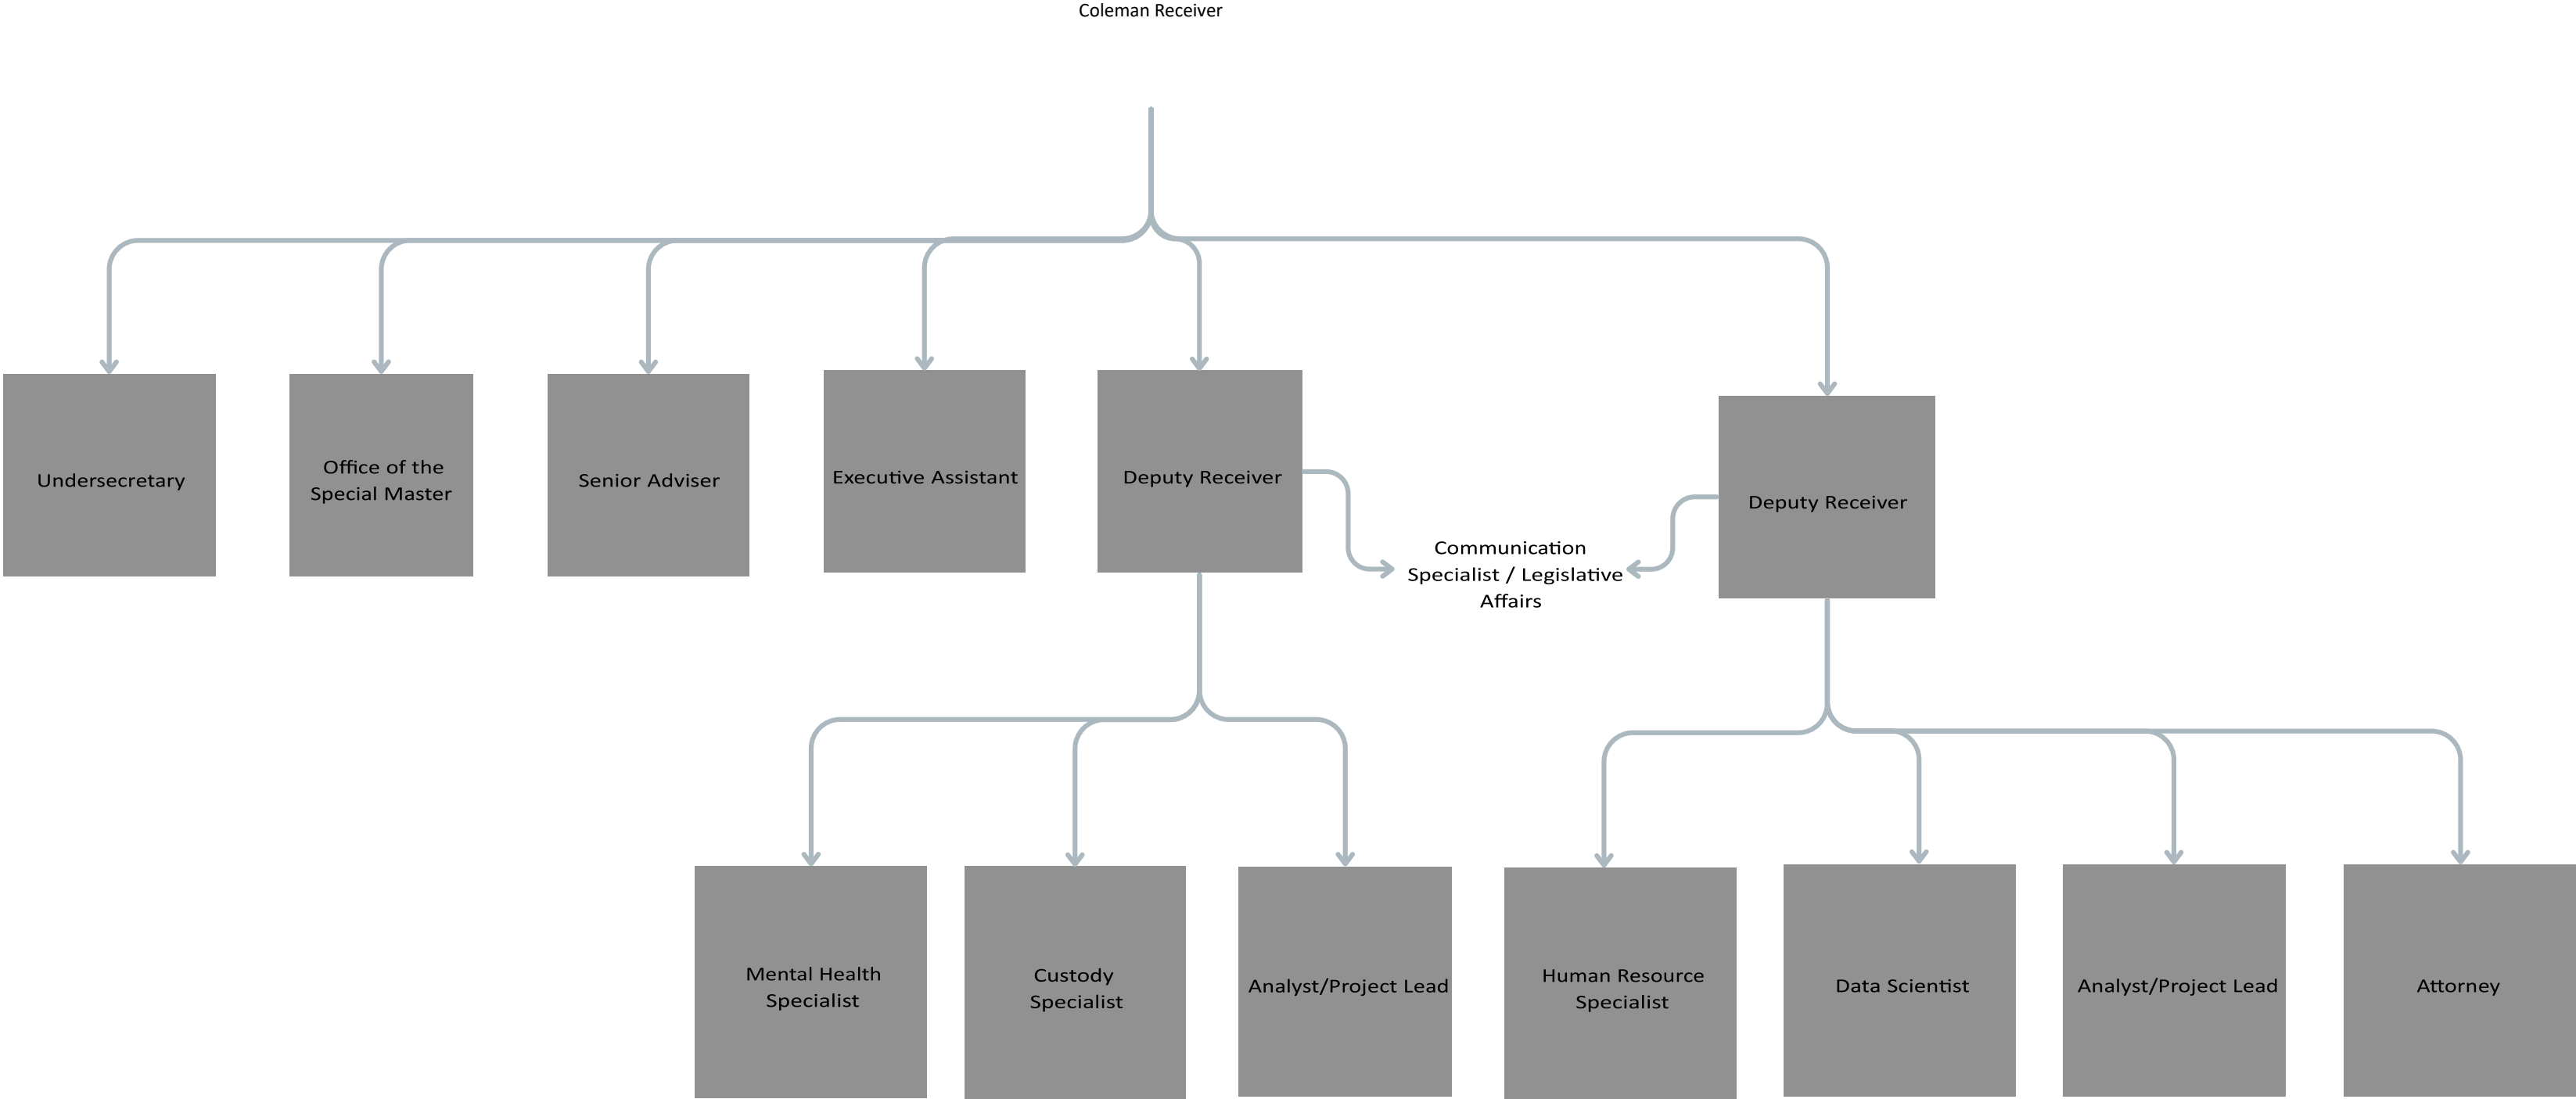 Coleman Receiver
Undersecretary
Office of the
Special Master
Senior Adviser
Executive Assistant
Deputy Receiver
Communication
Specialist / Legislative
Affairs
Deputy Receiver
Mental Health
Specialist
Custody
Specialist
Analyst/Project Lead
Human Resource
Specialist
Data Scientist
Analyst/Project Lead
Attorney